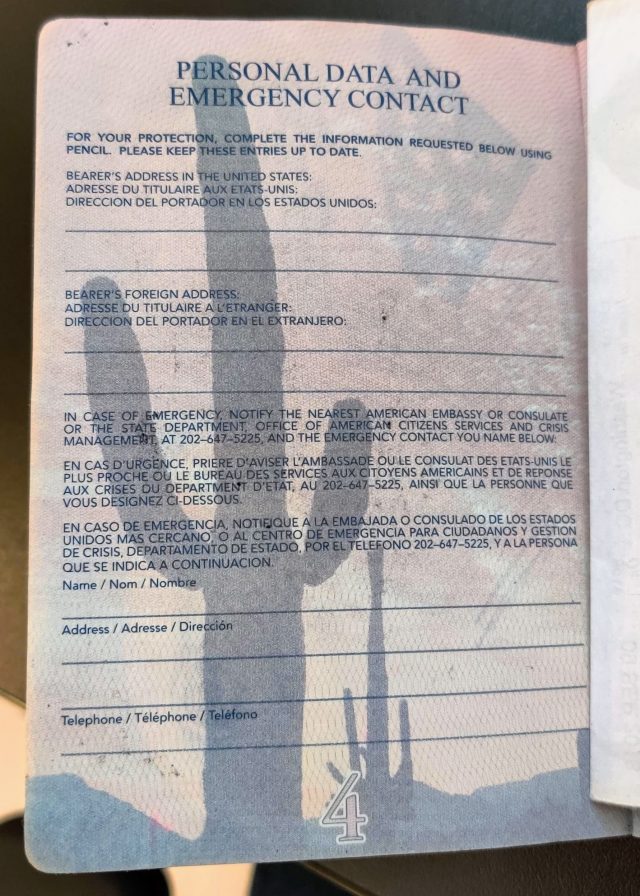 PERSONAL DATA AND
EMERGENCY CONTACT
FOR YOUR PROTECTION, COMPLETE THE INFORMATION REQUESTED BELOW USING
PENCIL. PLEASE KEEP THESE ENTRIES UP TO DATE.
BEARER'S ADDRESS IN THE UNITED STATES:
ADRESSE DU TITULAIRE AUX ETATS-UNIS:
DIRECCION DEL PORTADOR EN LOS ESTADOS UNIDOS:
BEARER'S FOREIGN ADDRESS:
ADRESSE DU TITULAIRE A L'ETRANGER:
DIRECCION DEL PORTADOR EN EL EXTRANJERO:
IN CASE OF EMERGENCY, NOTIFY THE NEAREST AMERICAN EMBASSY OR CONSULATE
OR THE STATE DEPARTMENT, OFFICE OF AMERICAN CITIZENS SERVICES AND CRISIS
MANAGEMENT, AT 202-647-5225, AND THE EMERGENCY CONTACT YOU NAME BELOW:
EN CAS D'URGENCE, PRIERE D'AVISER L'AMBASSADE OU LE CONSULAT DES ETATS-UNIS LE
PLUS PROCHE OU LE BUREAU DES SERVICES AUX CITOYENS AMERICAINS ET DE REPONSE
AUX CRISES DU DEPARTMENT D'ETAT, AU 202-647-5225, AINSI QUE LA PERSONNE QUE
VOUS DESIGNEZ CI-DESSOUS.
EN CASO DE EMERGENCIA, NOTIFIQUE A LA EMBAJADA O CONSULADO DE LOS ESTADOS
UNIDOS MAS CERCANO, O AL CENTRO DE EMERGENCIA PARA CIUDADANOS Y GESTION
DE CRISIS, DEPARTAMENTO DE ESTADO, POR EL TELEFONO 202-647-5225, Y A LA PERSONA
QUE SE INDICA A CONTINUACION.
Name / Nom / Nombre
Address / Adresse / Dirección
Telephone / Téléphone / Teléfono
4